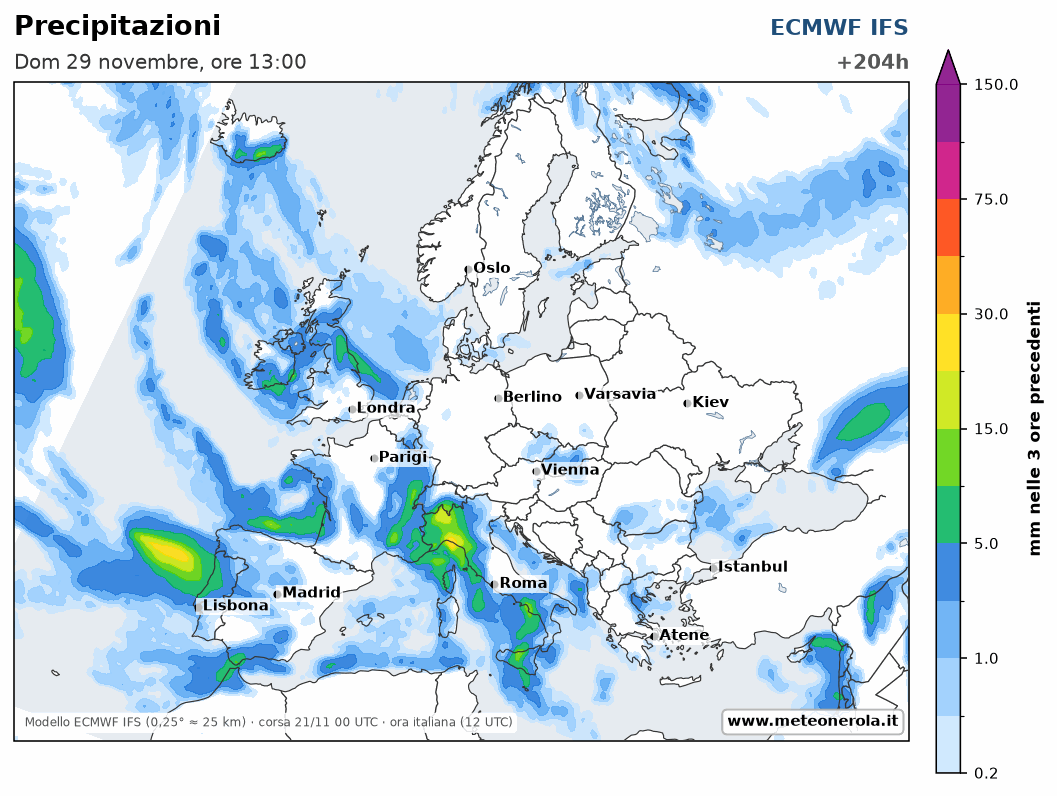 Precipitazioni
ECMWF IFS
Dom 29 novembre, ore 13:00
+204h
150.0
75.0
30.0
15.0
5.0
1.0
0.2
mm nelle 3 ore precedenti
Oslo
Berlino
Varsavia
Kiev
Londra
Parigi
Vienna
Istanbul
Roma
Madrid
Lisbona
Atene
Modello ECMWF IFS (0,25° ≈ 25 km) · corsa 21/11 00 UTC · ora italiana (12 UTC)
www.meteonerola.it